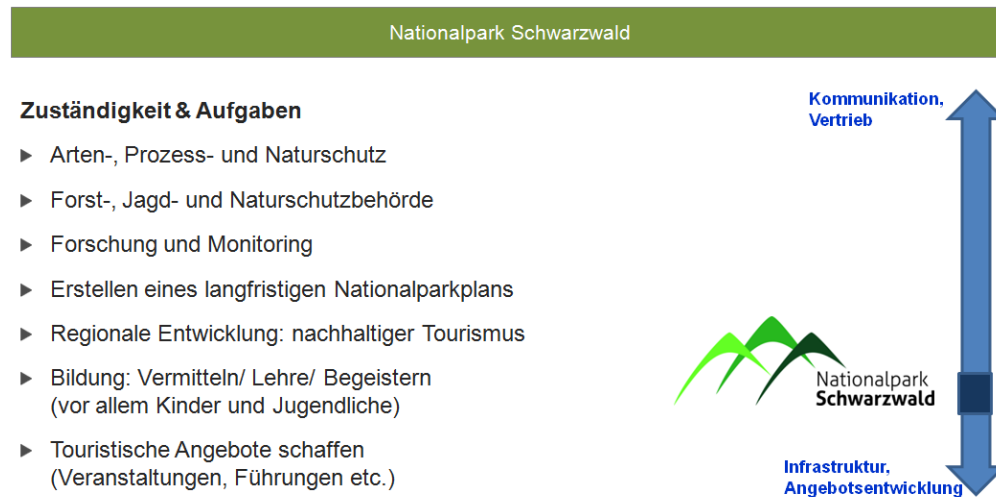 Nationalpark Schwarzwald
Zuständigkeit & Aufgaben
Arten-, Prozess- und Naturschutz
Forst-, Jagd- und Naturschutzbehörde
Forschung und Monitoring
Erstellen eines langfristigen Nationalparkplans
Regionale Entwicklung: nachhaltiger Tourismus
Bildung: Vermitteln/ Lehre/ Begeistern
(vor allem Kinder und Jugendliche)
Touristische Angebote schaffen
(Veranstaltungen, Führungen etc.)
Kommunikation,
Vertrieb
Nationalpark
Schwarzwald
Infrastruktur,
Angebotsentwicklung